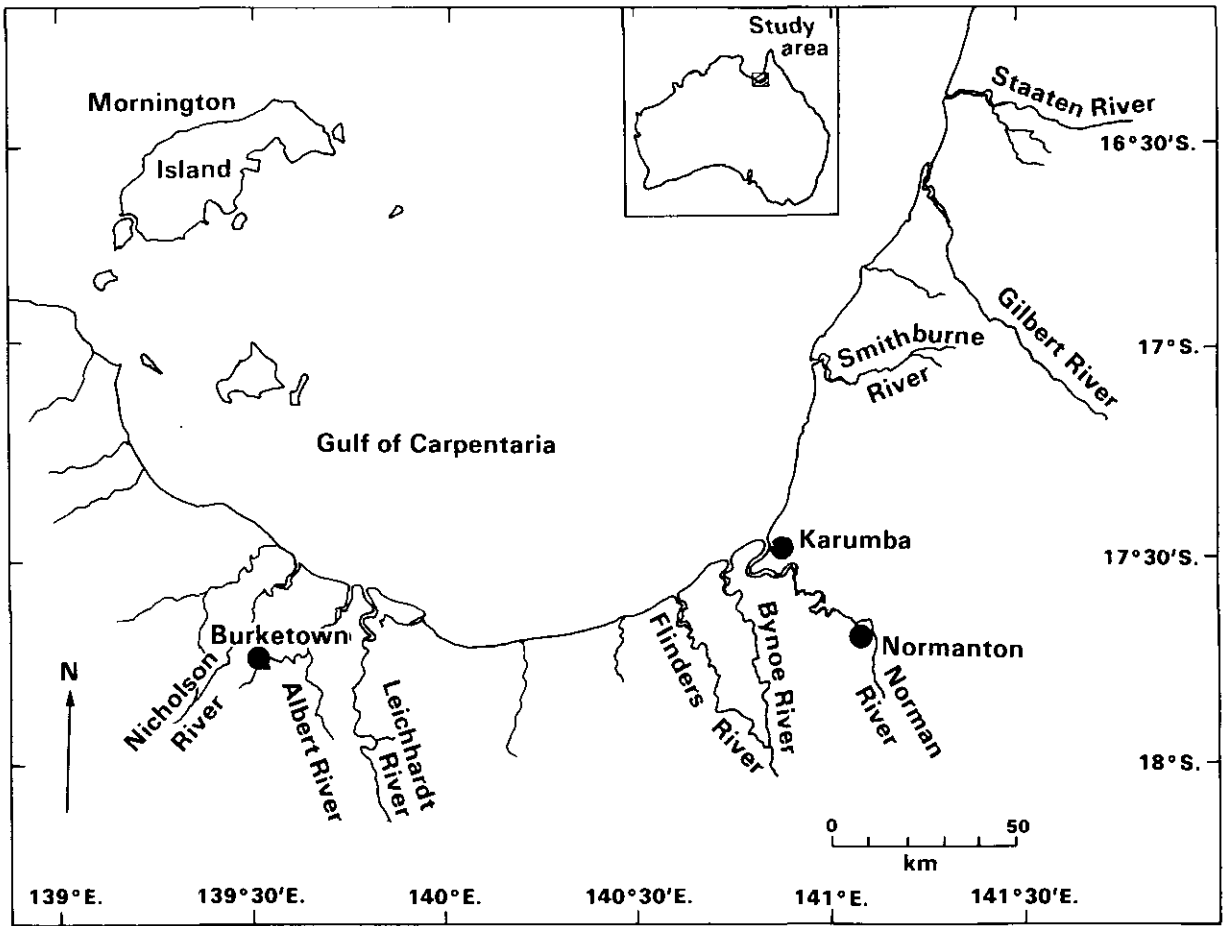 Study
area
Mornington
Island
Staaten River
16°30'S.
Gilbert River
Smithburne
River
17°S.
Gulf of Carpentaria
Karumba
17°30'S.
Burketown
Nicholson
River
Albert River
Leichhardt
River
Flinders
River
Bynoe River
Normanton
Norman
River
N
18°S.
0 50
km
139°E. 139°30'E. 140°E. 140°30'E. 141°E. 141°30'E.